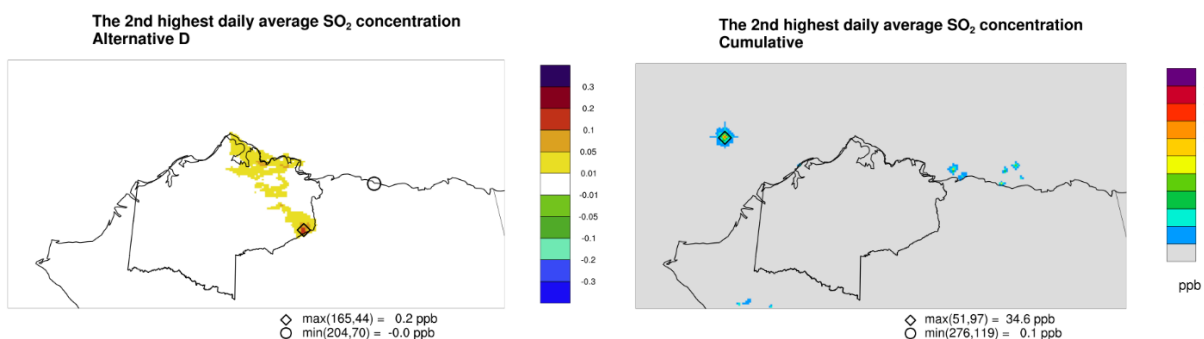 The 2nd highest daily average SO₂ concentration
Alternative D
0.3
0.2
0.1
0.05
0.01
-0.01
-0.05
-0.1
-0.3
max(165,44) = 0.2 ppb
min(204,70) = -0.0 ppb
The 2nd highest daily average SO₂ concentration
Cumulative
ppb
max(51,97) = 34.6 ppb
min(276,119) = 0.1 ppb